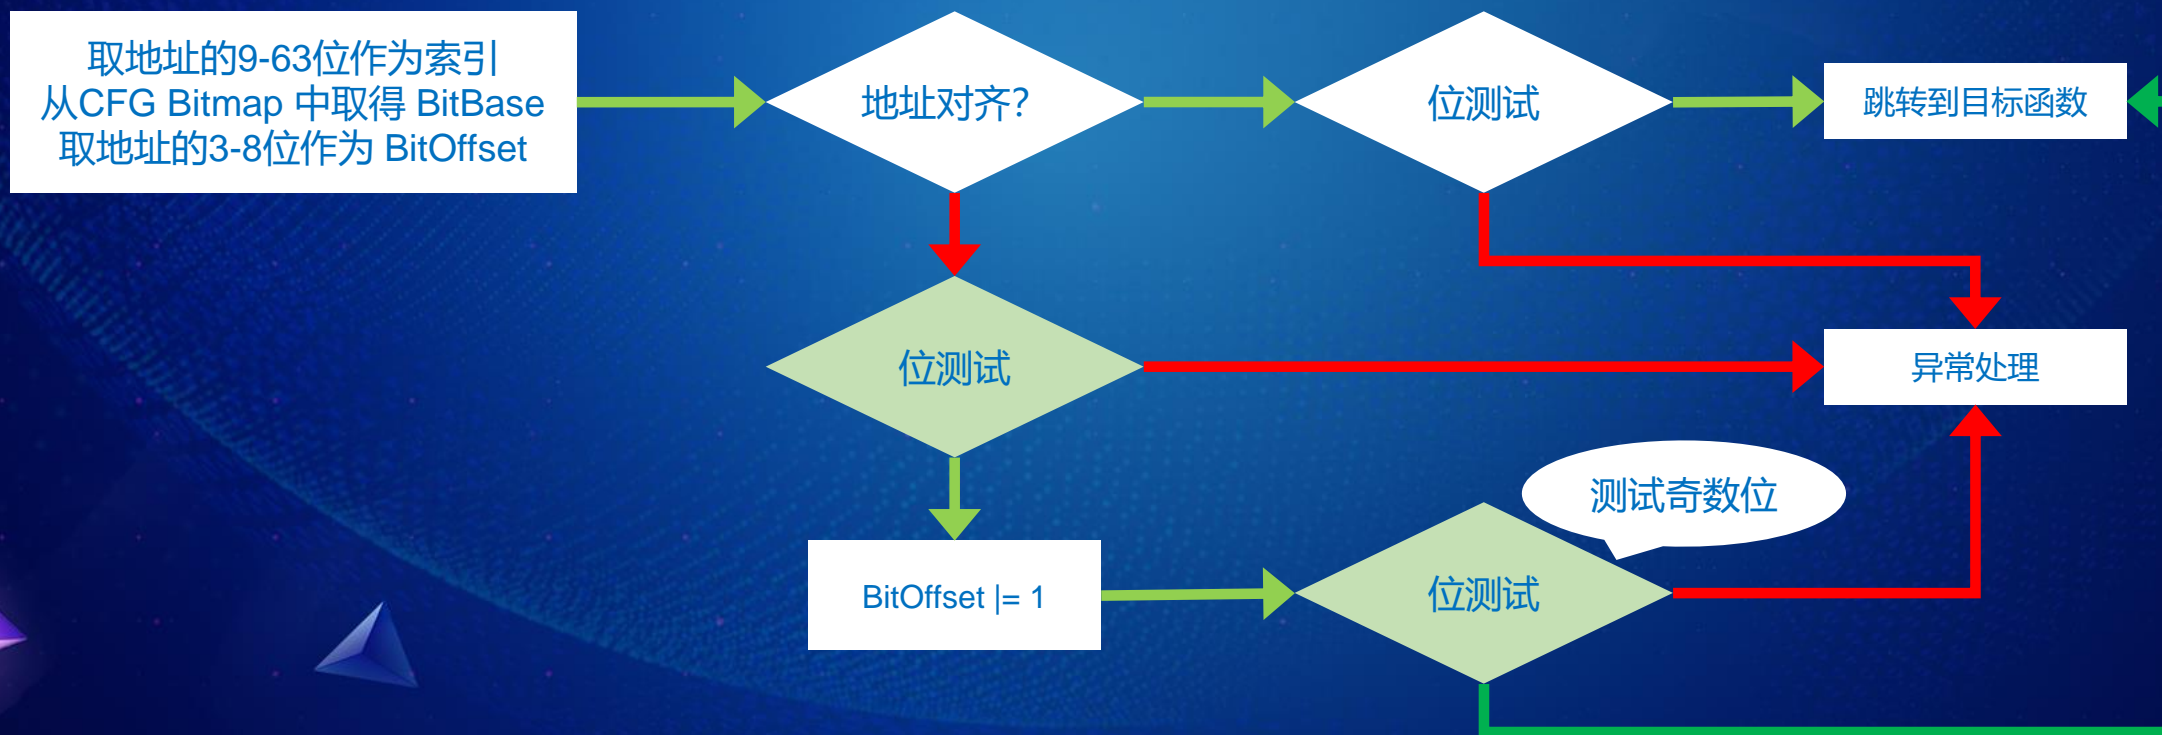 取地址的9-63位作为索引
从CFG Bitmap 中取得 BitBase
取地址的3-8位作为 BitOffset
地址对齐?
位测试
跳转到目标函数
位测试
异常处理
测试奇数位
BitOffset |= 1
位测试